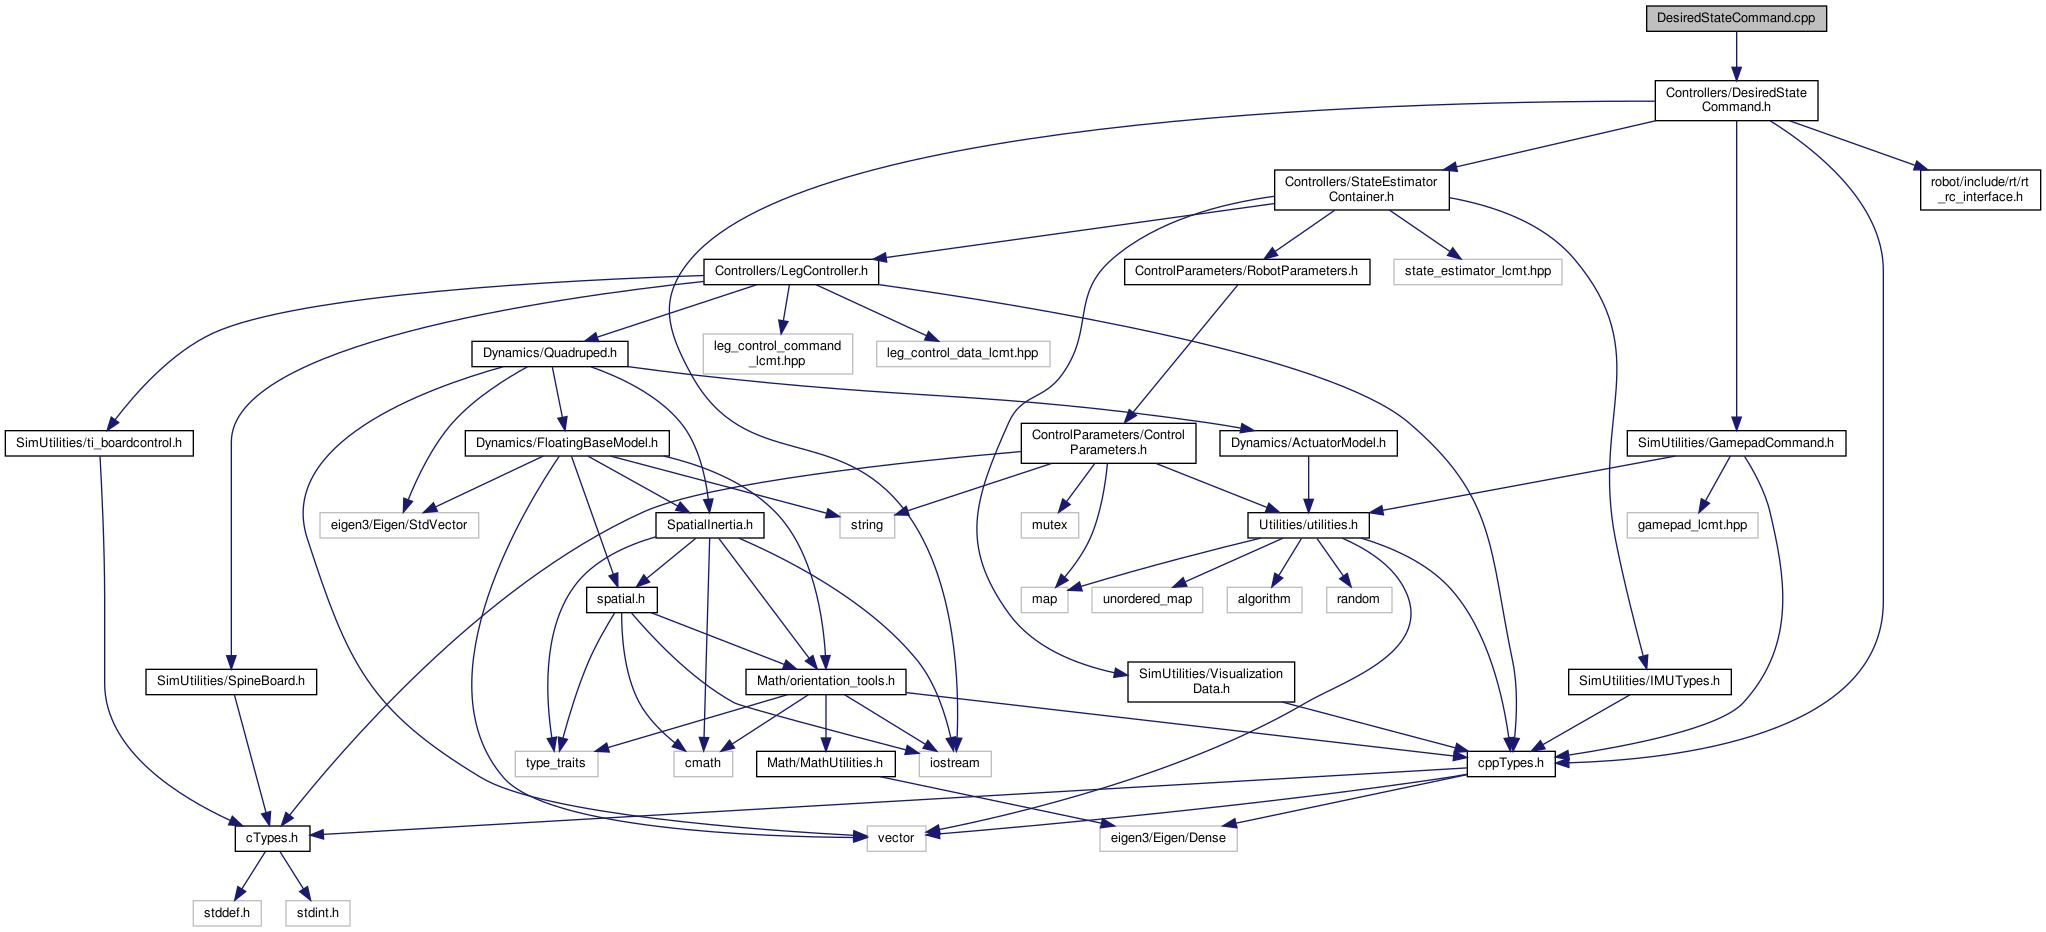 DesiredStateCommand.cpp
Controllers/DesiredState
Command.h
Controllers/StateEstimator
Container.h
robot/include/rt/rt
_rc_interface.h
Controllers/LegController.h
ControlParameters/RobotParameters.h
state_estimator_lcmt.hpp
Dynamics/Quadruped.h
leg_control_command
_lcmt.hpp
leg_control_data_lcmt.hpp
SimUtilities/ti_boardcontrol.h
Dynamics/FloatingBaseModel.h
ControlParameters/Control
Parameters.h
Dynamics/ActuatorModel.h
SimUtilities/GamepadCommand.h
eigen3/Eigen/StdVector
SpatialInertia.h
string
mutex
Utilities/utilities.h
gamepad_lcmt.hpp
spatial.h
map
unordered_map
algorithm
random
SimUtilities/SpineBoard.h
Math/orientation_tools.h
SimUtilities/Visualization
Data.h
SimUtilities/IMUTypes.h
type_traits
cmath
Math/MathUtilities.h
iostream
cppTypes.h
cTypes.h
vector
eigen3/Eigen/Dense
stddef.h
stdint.h